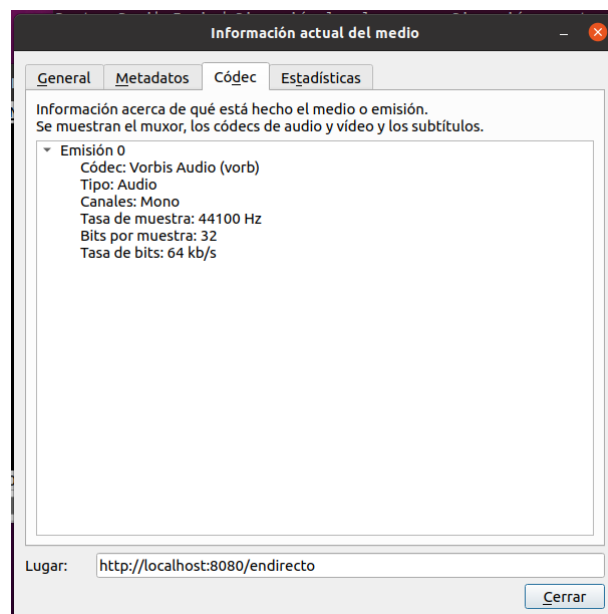 Información actual del medio
General Metadatos Códec Estadísticas
Información acerca de qué está hecho el medio o emisión.
Se muestran el muxor, los códecs de audio y vídeo y los subtítulos.
Emisión 0
Códec: Vorbis Audio (vorb)
Tipo: Audio
Canales: Mono
Tasa de muestra: 44100 Hz
Bits por muestra: 32
Tasa de bits: 64 kb/s
Lugar: http://localhost:8080/endirecto
Cerrar